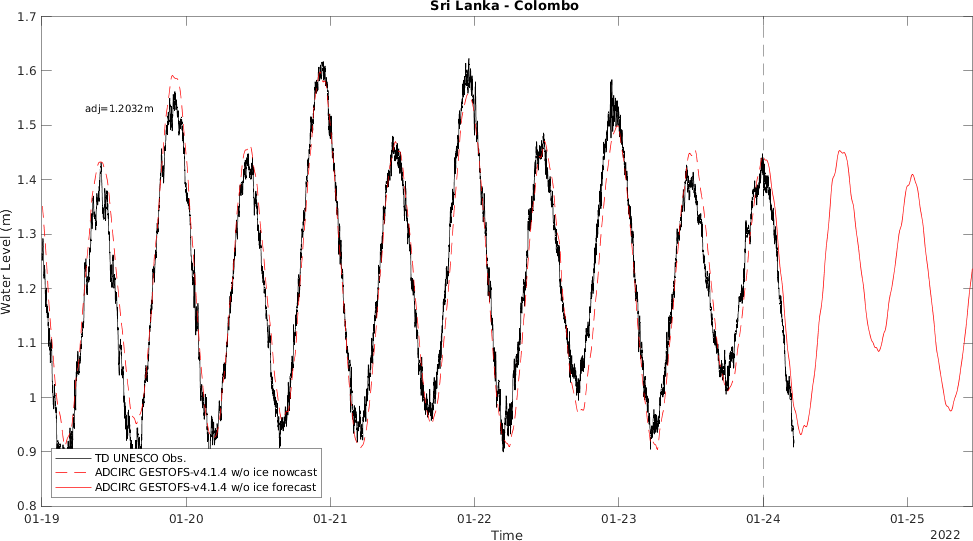 Sri Lanka - Colombo
1.7
1.6
1.5
1.4
1.3
1.2
1.1
1
0.9
0.8
Water Level (m)
adj=1.2032m
TD UNESCO Obs.
ADCIRC GESTOFS-v4.1.4 w/o ice nowcast
ADCIRC GESTOFS-v4.1.4 w/o ice forecast
01-19 01-20 01-21 01-22 01-23 01-24 01-25
Time
2022